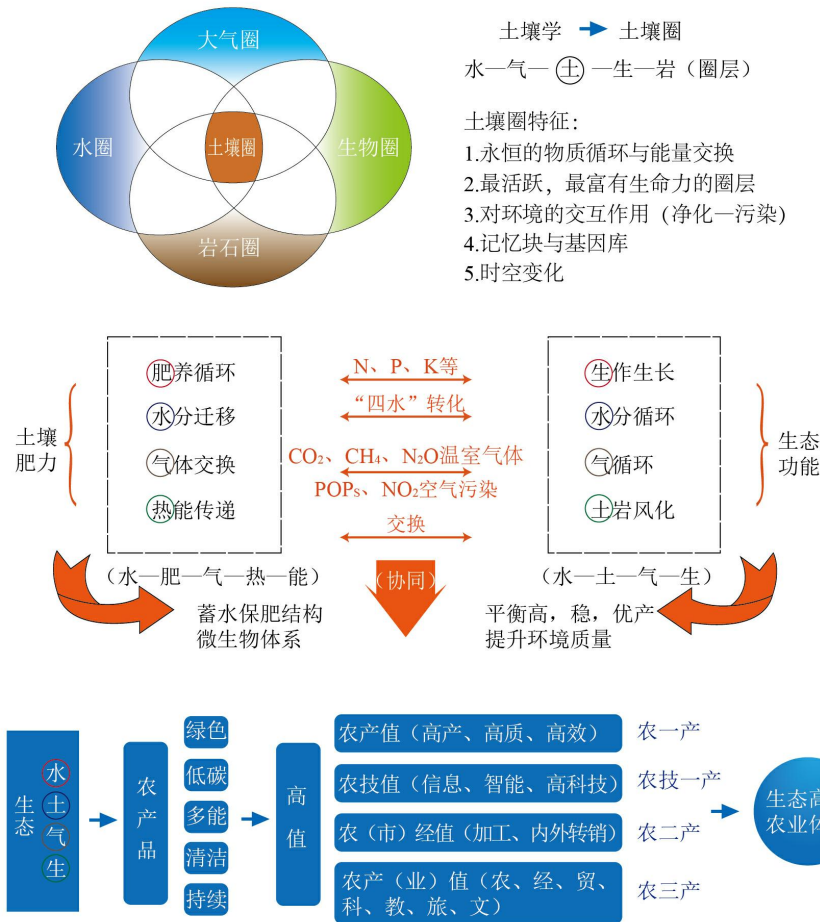 大气圈
水圈
土壤圈
生物圈
岩石圈
土壤学
土壤圈
水—气—土—生—岩（圈层）
土壤圈特征：
1.永恒的物质循环与能量交换
2.最活跃，最富有生命力的圈层
3.对环境的交互作用（净化—污染）
4.记忆块与基因库
5.时空变化
土壤
肥力
肥养循环
水分迁移
气体交换
热能传递
（水—肥—气—热—能）
蓄水保肥结构
微生物体系
N、P、K等
“四水”转化
CO₂、CH₄、N₂O温室气体
POPₛ、NO₂空气污染
交换
（协同）
生作生长
水分循环
气循环
土岩风化
生态
功能
（水—土—气—生）
平衡高，稳，优产
提升环境质量
生态
水
土
气
生
农产品
绿色
低碳
多能
清洁
持续
高值
农产值（高产、高质、高效）
农一产
农技值（信息、智能、高科技）
农技一产
农（市）经值（加工、内外转销）
农二产
农产（业）值（农、经、贸、
科、教、旅、文）
农三产
生态高
农业体